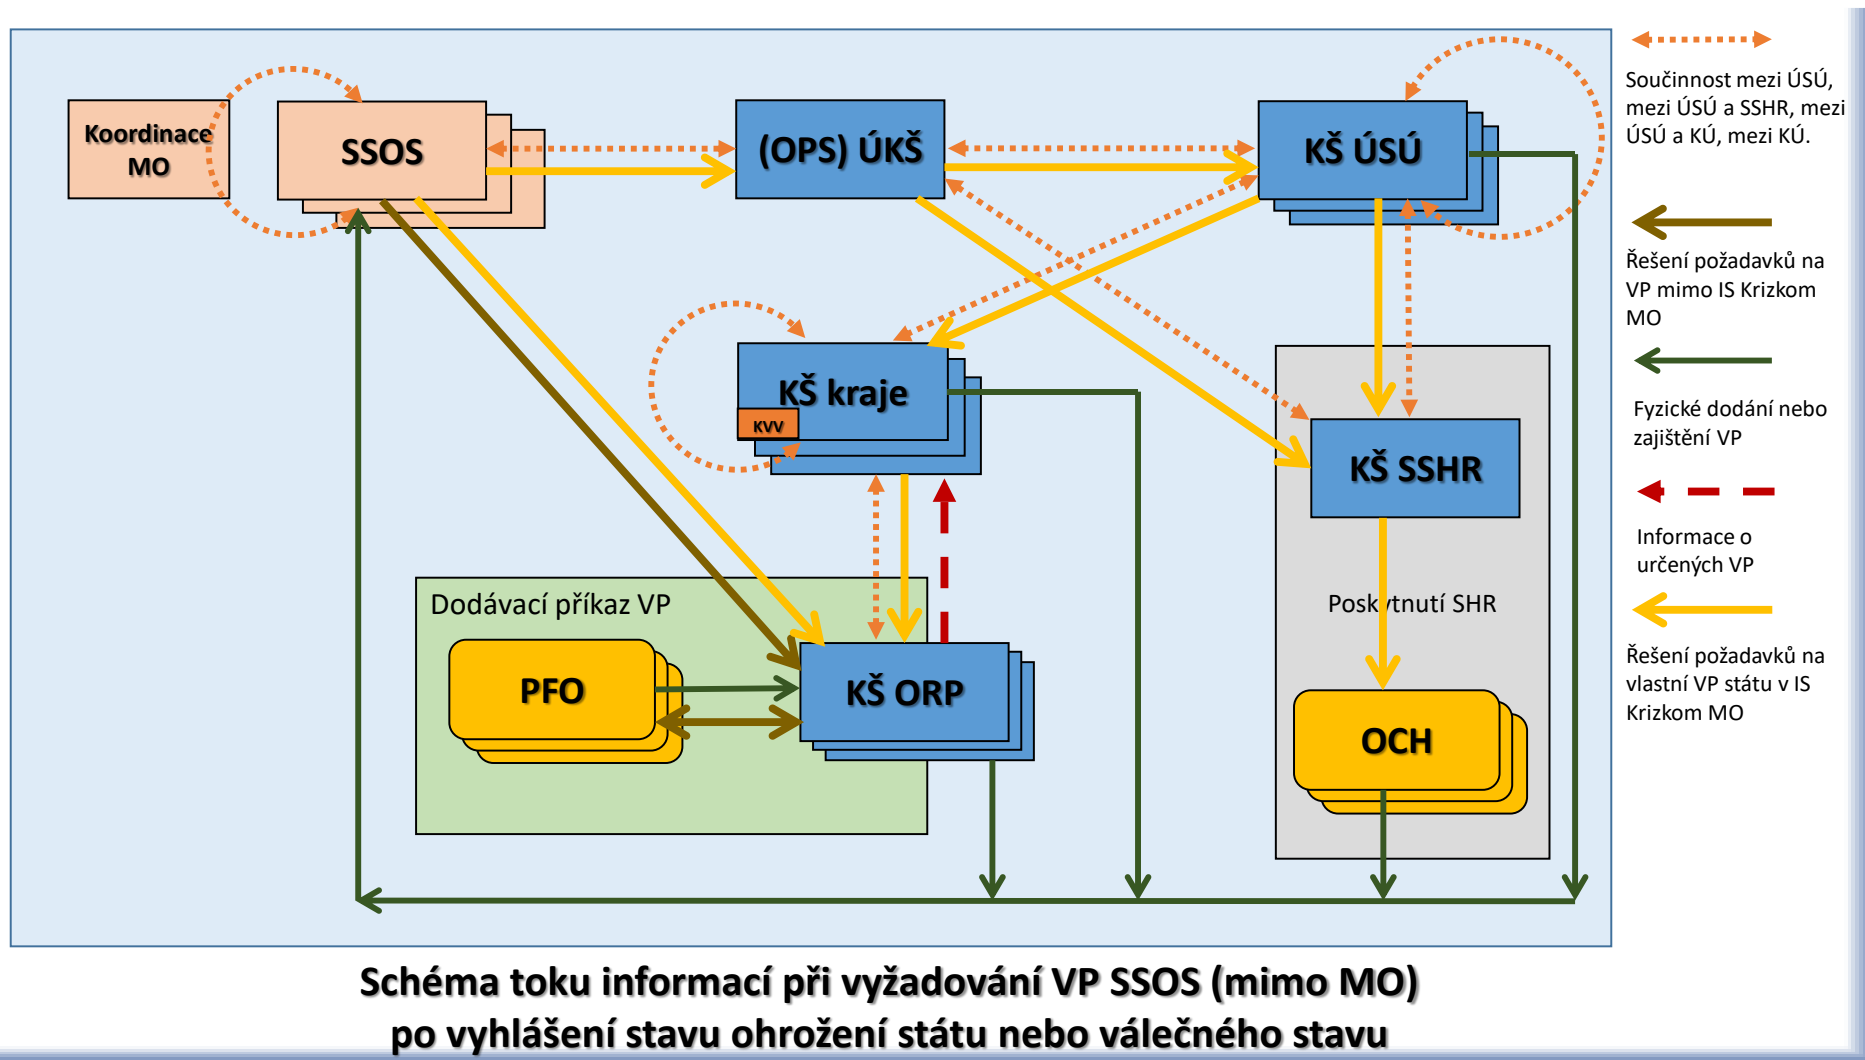 Koordinace
MO
SSOS
(OPS) ÚKŠ
KŠ ÚSÚ
KŠ kraje
KVV
KŠ SSHR
Dodávací příkaz VP
PFO
KŠ ORP
Poskytnutí SHR
OCH
Součinnost mezi ÚSÚ,
mezi ÚSÚ a SSHR, mezi
ÚSÚ a KÚ, mezi KÚ.
Řešení požadavků na
VP mimo IS Krizkom
MO
Fyzické dodání nebo
zajištění VP
Informace o
určených VP
Řešení požadavků na
vlastní VP státu v IS
Krizkom MO
Schéma toku informací při vyžadování VP SSOS (mimo MO)
po vyhlášení stavu ohrožení státu nebo válečného stavu